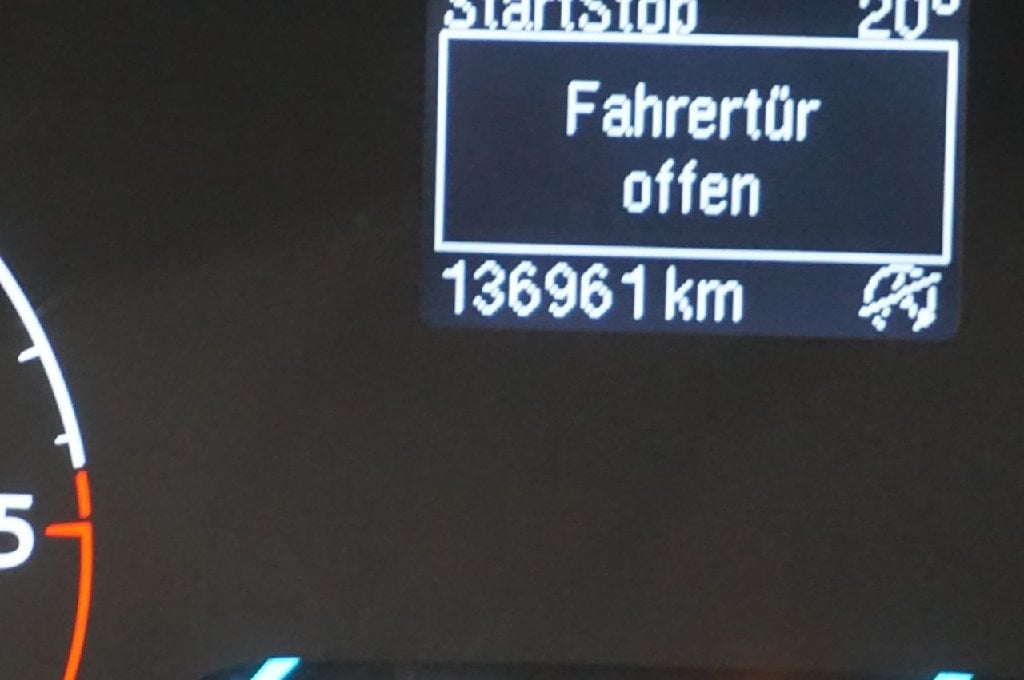 StartStop 20°
Fahrertür
offen
136961 km
5